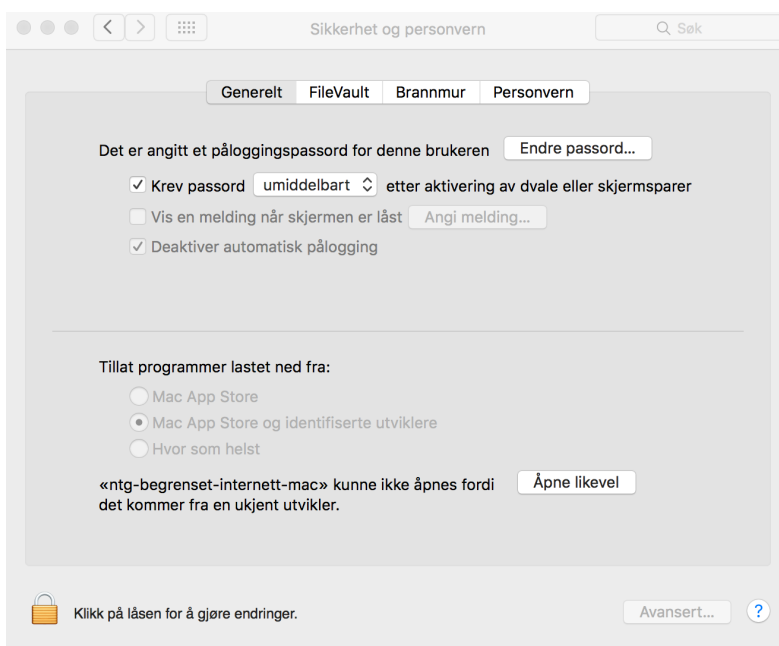 Sikkerhet og personvern
Søk
Generelt FileVault Brannmur Personvern
Det er angitt et påloggingspassord for denne brukeren Endre passord...
Krev passord umiddelbart etter aktivering av dvale eller skjermsparer
Vis en melding når skjermen er låst Angi melding...
Deaktiver automatisk pålogging
Tillat programmer lastet ned fra:
Mac App Store
Mac App Store og identifiserte utviklere
Hvor som helst
«ntg-begrenset-internett-mac» kunne ikke åpnes fordi Åpne likevel
det kommer fra en ukjent utvikler.
Klikk på låsen for å gjøre endringer. Avansert... ?